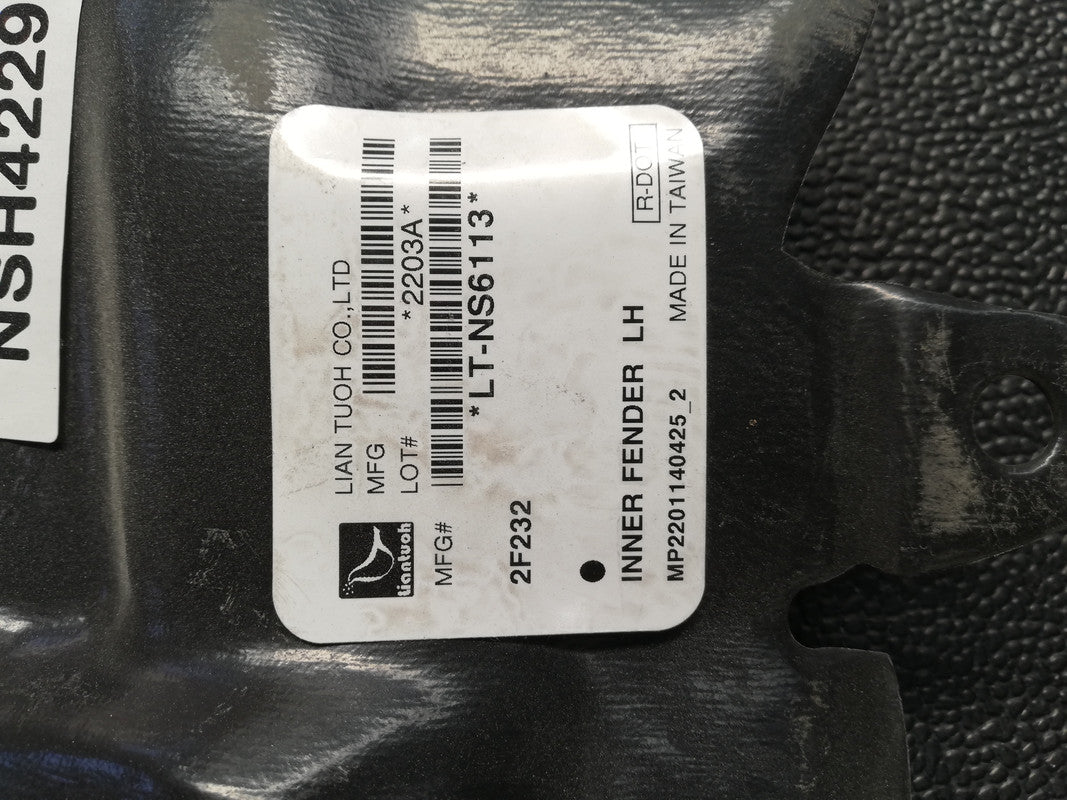 NSH4229
LIAN TUOH CO.,LTD
MFG
LOT#
*2203A*
liantuoh
MFG#
*LT-NS6113*
2F232
INNER FENDER LH
MP2201140425_2
MADE IN TAIWAN
R-DOT